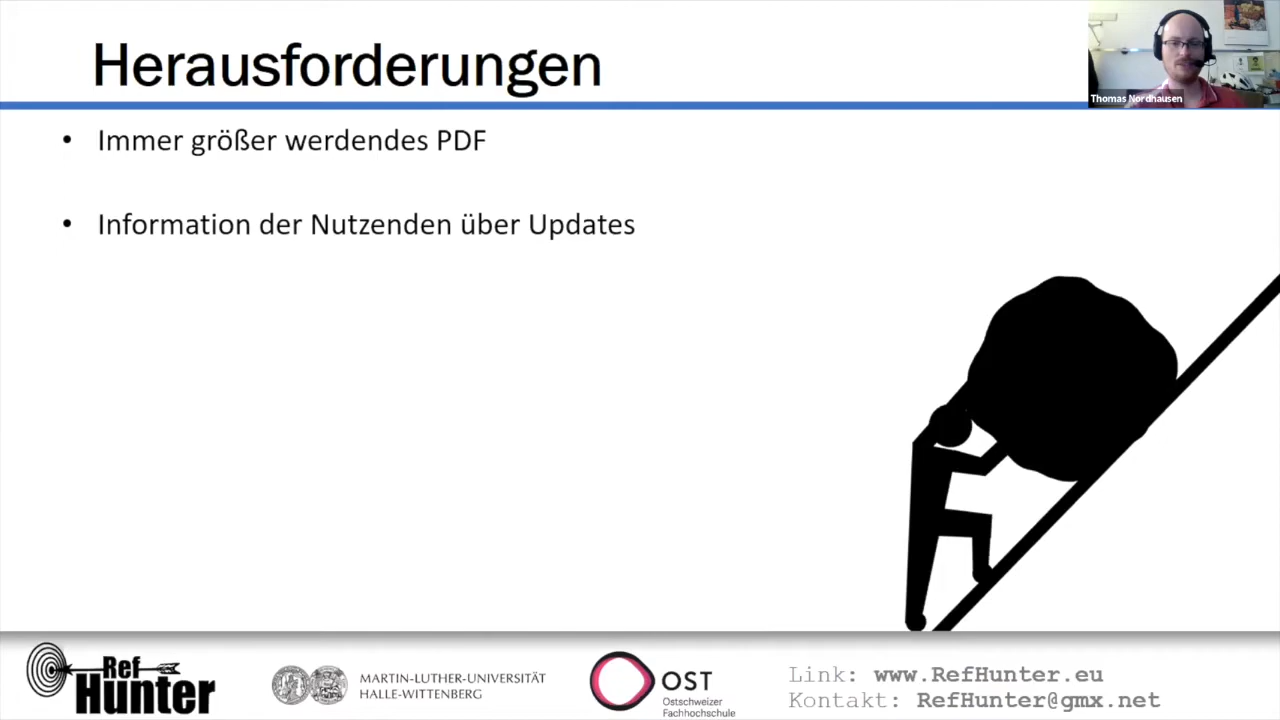 Herausforderungen
Thomas Nordhausen
• Immer größer werdendes PDF
• Information der Nutzenden über Updates
Ref
Hunter
MARTIN-LUTHER-UNIVERSITÄT
HALLE-WITTENBERG
OST
Ostschweizer
Fachhochschule
Link: www.RefHunter.eu
Kontakt: RefHunter@gmx.net